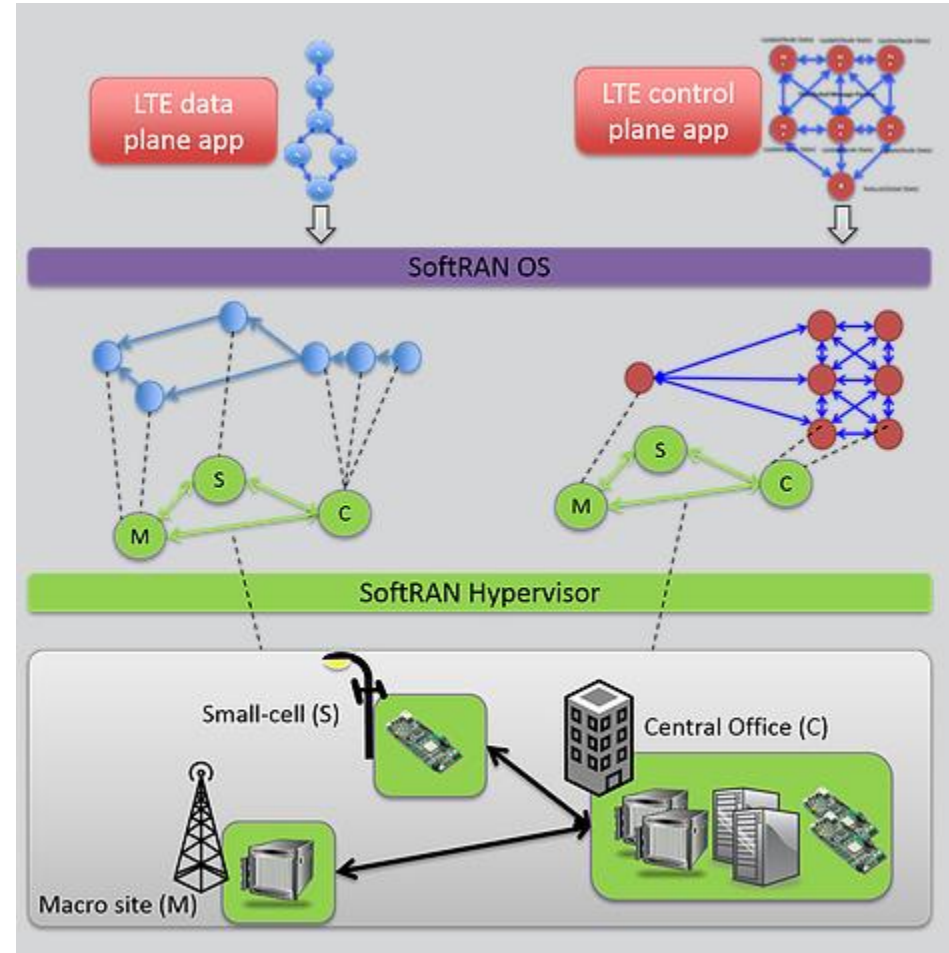 LTE data
plane app
LTE control
plane app
SoftRAN OS
S
M
C
S
M
C
SoftRAN Hypervisor
Small-cell (S)
Central Office (C)
Macro site (M)